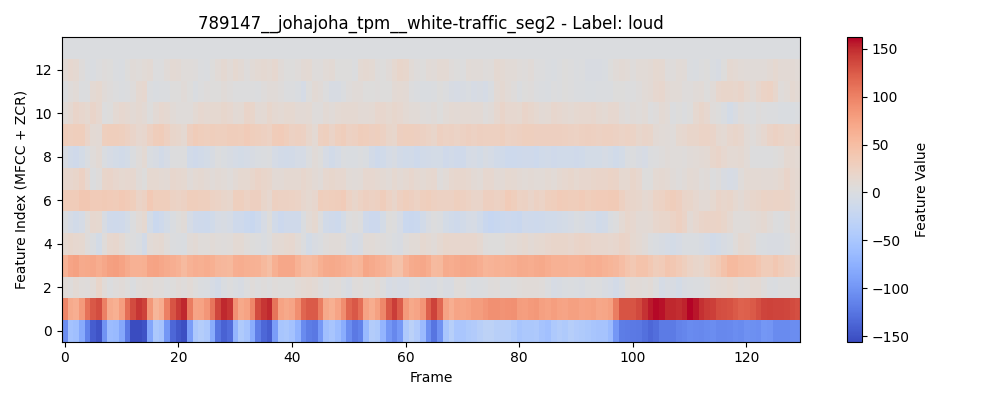 789147__johajoha_tpm__white-traffic_seg2 - Label: loud
Feature Index (MFCC + ZCR)
12
10
8
6
4
2
0
0 20 40 60 80 100 120
Frame
150
100
50
0
−50
−100
−150
Feature Value